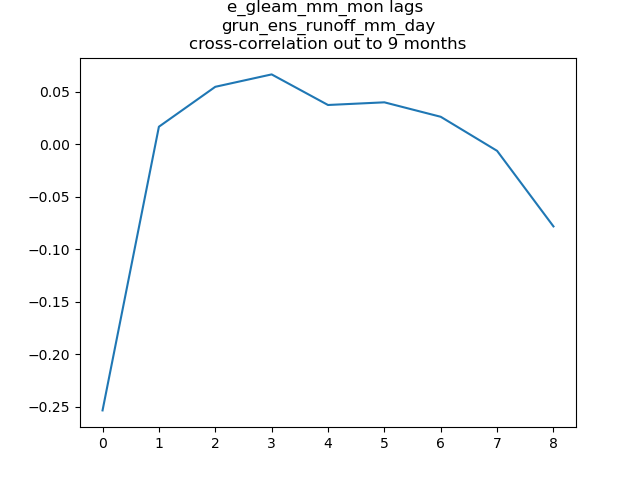 e_gleam_mm_mon lags
grun_ens_runoff_mm_day
cross-correlation out to 9 months
0.05
0.00
−0.05
−0.10
−0.15
−0.20
−0.25
0 1 2 3 4 5 6 7 8